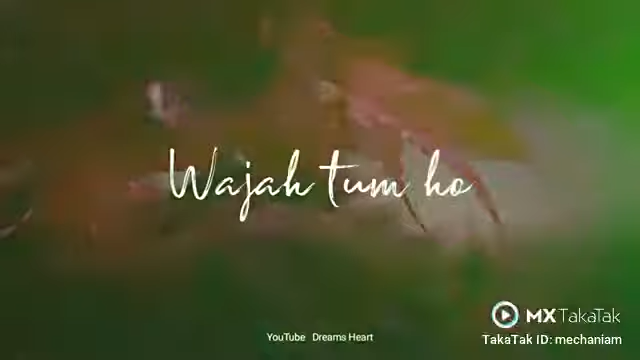 Wajah tum ho
MX TakaTak
TakaTak ID: mechaniam
YouTube Dreams Heart